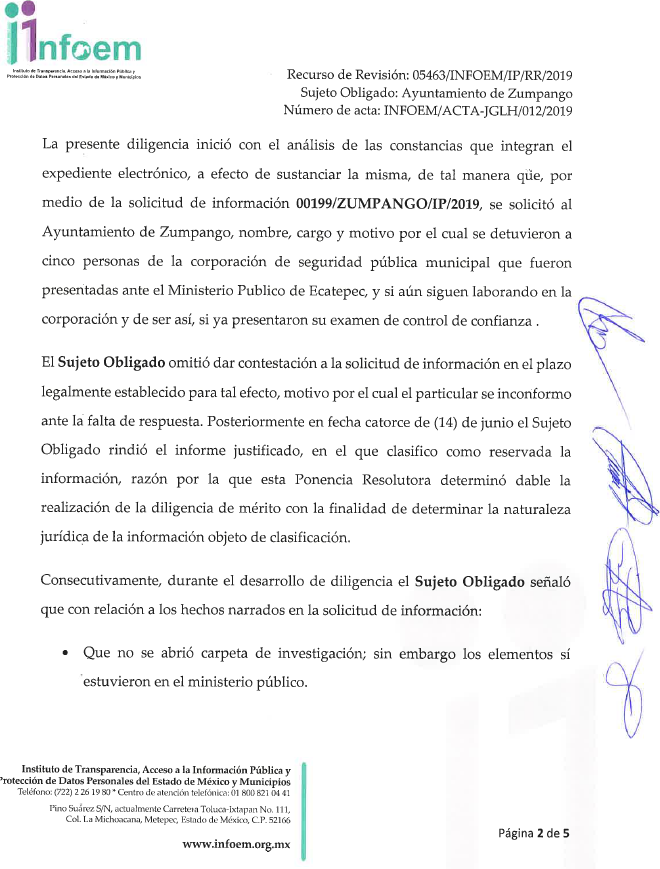 infoem
Instituto de Transparencia, Acceso a la Información Pública y
Protección de Datos Personales del Estado de México y Municipios
Recurso de Revisión: 05463/INFOEM/IP/RR/2019
Sujeto Obligado: Ayuntamiento de Zumpango
Número de acta: INFOEM/ACTA-JGLH/012/2019
La presente diligencia inició con el análisis de las constancias que integran el
expediente electrónico, a efecto de sustanciar la misma, de tal manera que, por
medio de la solicitud de información 00199/ZUMPANGO/IP/2019, se solicitó al
Ayuntamiento de Zumpango, nombre, cargo y motivo por el cual se detuvieron a
cinco personas de la corporación de seguridad pública municipal que fueron
presentadas ante el Ministerio Publico de Ecatepec, y si aún siguen laborando en la
corporación y de ser así, si ya presentaron su examen de control de confianza .
El Sujeto Obligado omitió dar contestación a la solicitud de información en el plazo
legalmente establecido para tal efecto, motivo por el cual el particular se inconformo
ante la falta de respuesta. Posteriormente en fecha catorce de (14) de junio el Sujeto
Obligado rindió el informe justificado, en el que clasifico como reservada la
información, razón por la que esta Ponencia Resolutora determinó dable la
realización de la diligencia de mérito con la finalidad de determinar la naturaleza
jurídica de la información objeto de clasificación.
Consecutivamente, durante el desarrollo de diligencia el Sujeto Obligado señaló
que con relación a los hechos narrados en la solicitud de información:
• Que no se abrió carpeta de investigación; sin embargo los elementos sí
estuvieron en el ministerio público.
Instituto de Transparencia, Acceso a la Información Pública y
Protección de Datos Personales del Estado de México y Municipios
Teléfono: (722) 2 26 19 80 * Centro de atención telefónica: 01 800 821 04 41
Pino Suárez S/N, actualmente Carretera Toluca-Ixtapan No. 111,
Col. La Michoacana, Metepec, Estado de México, C.P. 52166
www.infoem.org.mx
Página 2 de 5